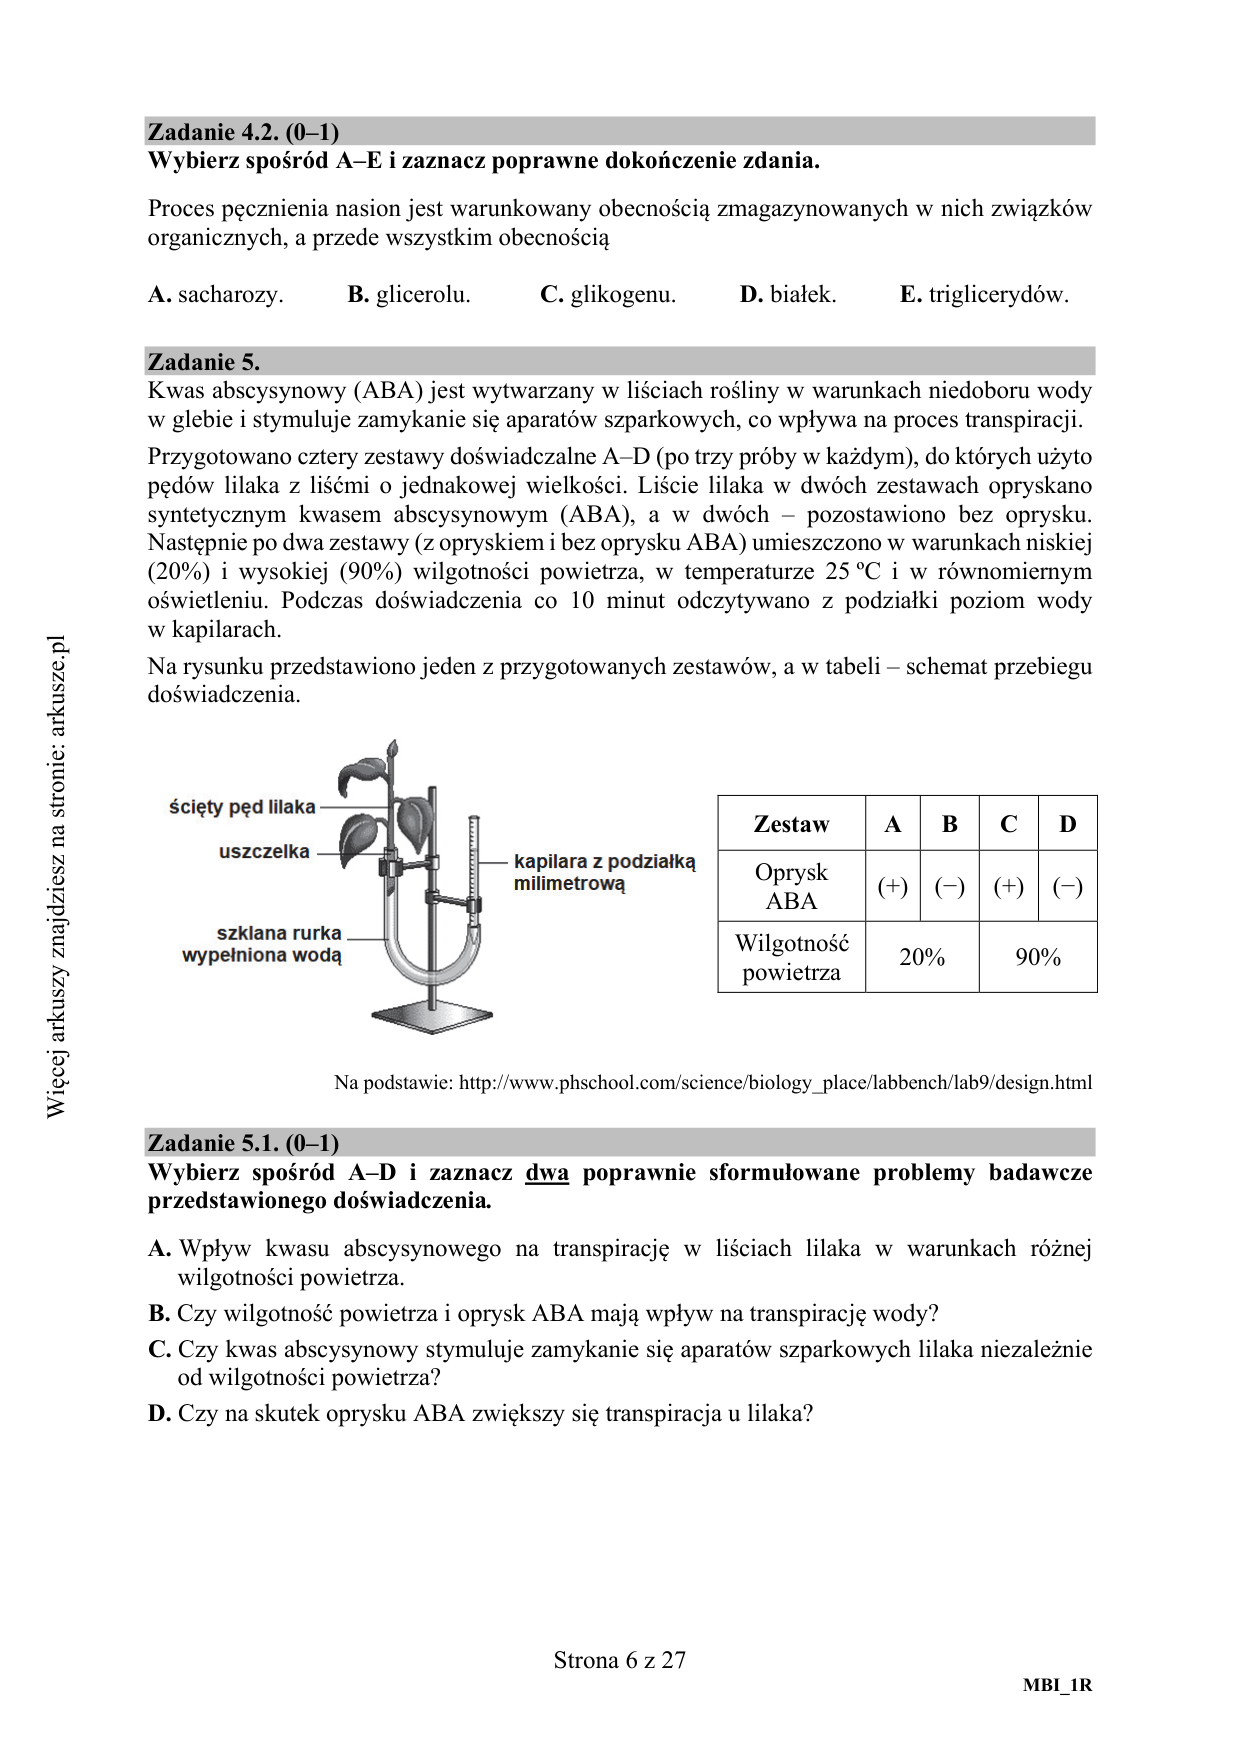 Zadanie 4.2. (0–1)
Wybierz spośród A–E i zaznacz poprawne dokończenie zdania.
Proces pęcznienia nasion jest warunkowany obecnością zmagazynowanych w nich związków
organicznych, a przede wszystkim obecnością
A. sacharozy. B. glicerolu. C. glikogenu. D. białek. E. triglicerydów.
Zadanie 5.
Kwas abscysynowy (ABA) jest wytwarzany w liściach rośliny w warunkach niedoboru wody
w glebie i stymuluje zamykanie się aparatów szparkowych, co wpływa na proces transpiracji.
Przygotowano cztery zestawy doświadczalne A–D (po trzy próby w każdym), do których użyto
pędów lilaka z liśćmi o jednakowej wielkości. Liście lilaka w dwóch zestawach opryskano
syntetycznym kwasem abscysynowym (ABA), a w dwóch – pozostawiono bez oprysku.
Następnie po dwa zestawy (z opryskiem i bez oprysku ABA) umieszczono w warunkach niskiej
(20%) i wysokiej (90%) wilgotności powietrza, w temperaturze 25 ºC i w równomiernym
oświetleniu. Podczas doświadczenia co 10 minut odczytywano z podziałki poziom wody
w kapilarach.
Na rysunku przedstawiono jeden z przygotowanych zestawów, a w tabeli – schemat przebiegu
doświadczenia.
ścięty pęd lilaka
uszczelka
kapilara z podziałką
milimetrową
szklana rurka
wypełniona wodą
Zestaw A B C D
Oprysk
ABA (+) (−) (+) (−)
Wilgotność
powietrza 20% 90%
Na podstawie: http://www.phschool.com/science/biology_place/labbench/lab9/design.html
Zadanie 5.1. (0–1)
Wybierz spośród A–D i zaznacz dwa poprawnie sformułowane problemy badawcze
przedstawionego doświadczenia.
A. Wpływ kwasu abscysynowego na transpirację w liściach lilaka w warunkach różnej
wilgotności powietrza.
B. Czy wilgotność powietrza i oprysk ABA mają wpływ na transpirację wody?
C. Czy kwas abscysynowy stymuluje zamykanie się aparatów szparkowych lilaka niezależnie
od wilgotności powietrza?
D. Czy na skutek oprysku ABA zwiększy się transpiracja u lilaka?
Strona 6 z 27
MBI_1R
Więcej arkuszy znajdziesz na stronie: arkusze.pl